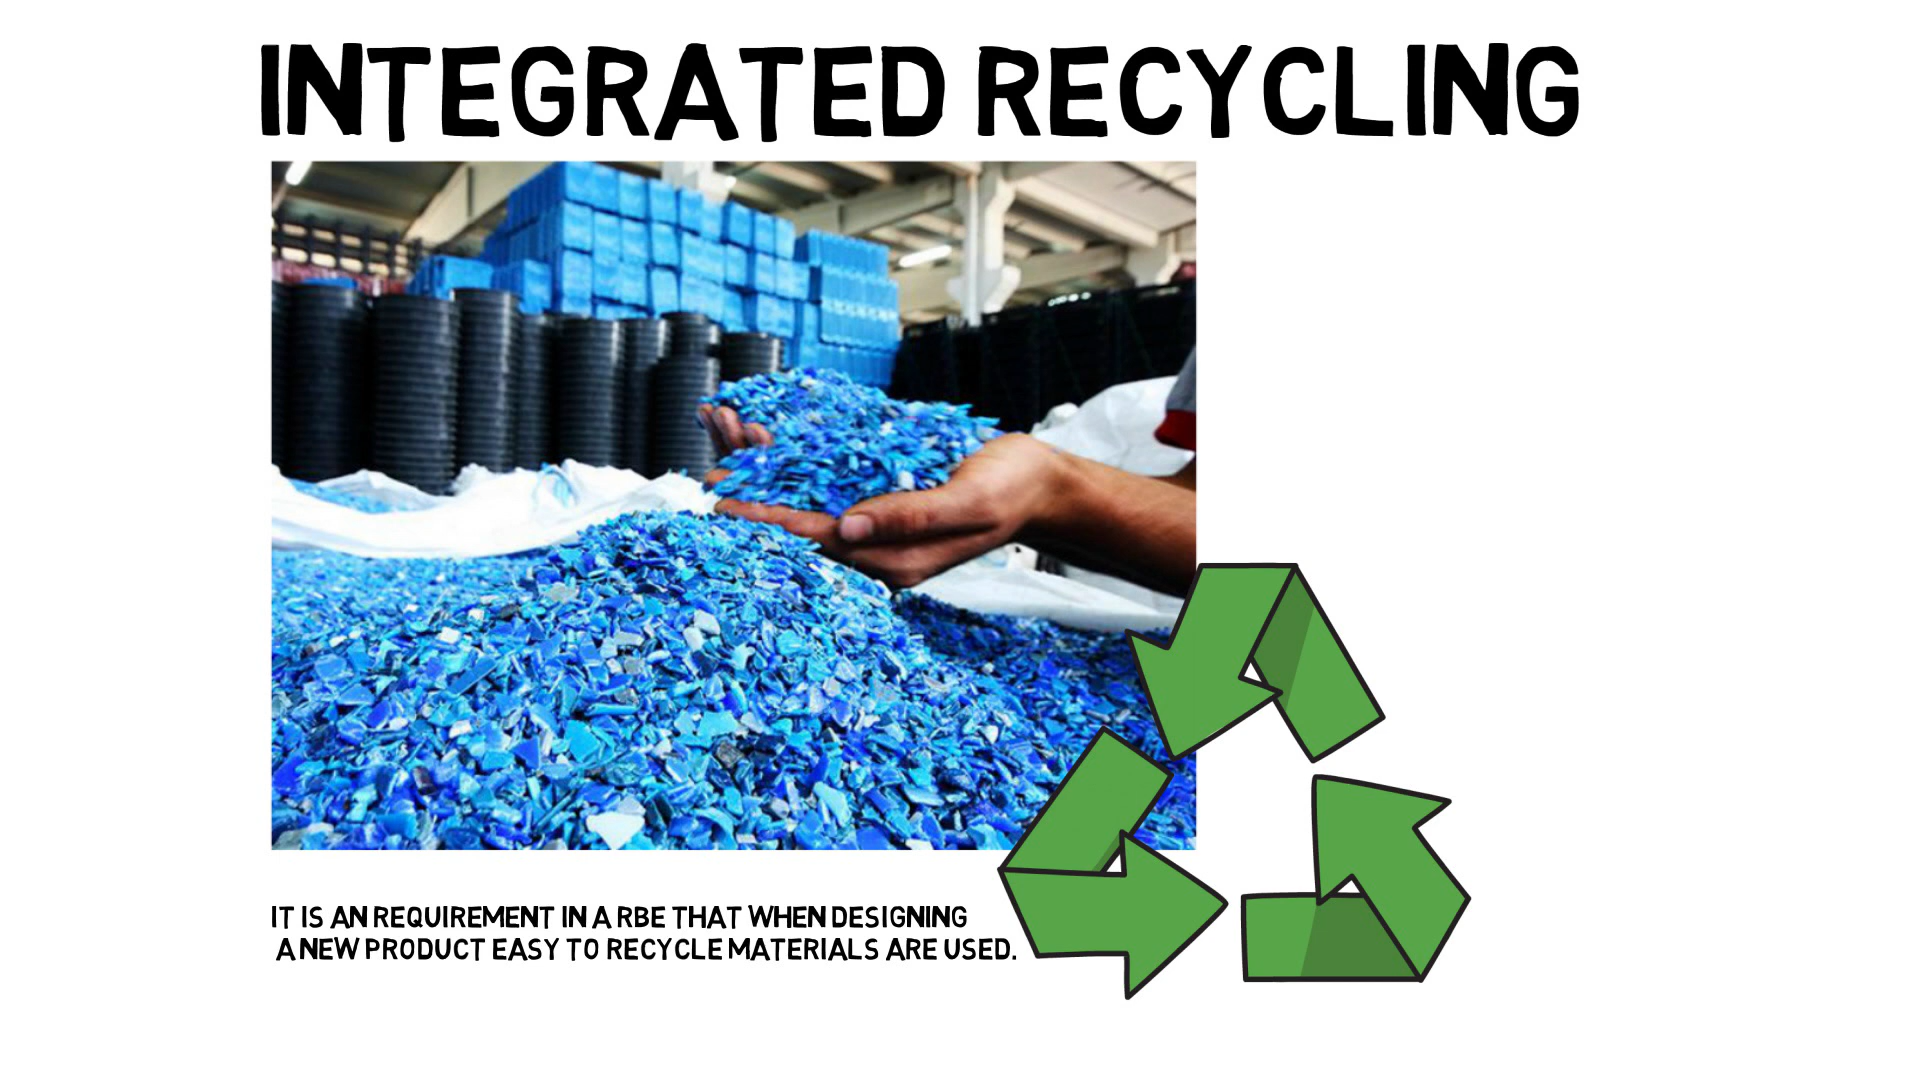 INTEGRATED RECYCLING
IT IS AN REQUIREMENT IN A RBE THAT WHEN DESIGNING
A NEW PRODUCT EASY TO RECYCLE MATERIALS ARE USED.